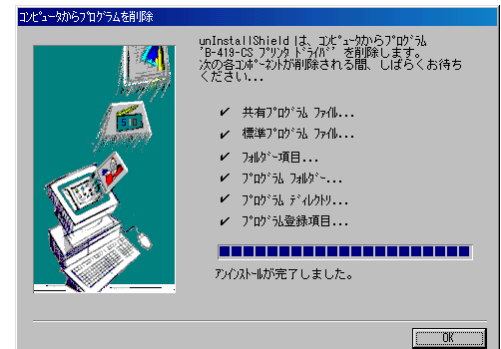 ｺﾝﾋﾟｭｰﾀからﾌﾟﾛｸﾞﾗﾑを削除
unInstallShield は、ｺﾝﾋﾟｭｰﾀからﾌﾟﾛｸﾞﾗﾑ
'B-419-CS ﾌﾟﾘﾝﾀ ﾄﾞﾗｲﾊﾞ' を削除します。
次の各ｺﾝﾎﾟｰﾈﾝﾄが削除される間、しばらくお待ち
ください...
✔ 共有ﾌﾟﾛｸﾞﾗﾑ ﾌｧｲﾙ...
✔ 標準ﾌﾟﾛｸﾞﾗﾑ ﾌｧｲﾙ...
✔ ﾌｫﾙﾀﾞｰ項目...
✔ ﾌﾟﾛｸﾞﾗﾑ ﾌｫﾙﾀﾞｰ...
✔ ﾌﾟﾛｸﾞﾗﾑ ﾃﾞｨﾚｸﾄﾘ...
✔ ﾌﾟﾛｸﾞﾗﾑ登録項目...
ｱﾝｲﾝｽﾄｰﾙが完了しました。
OK